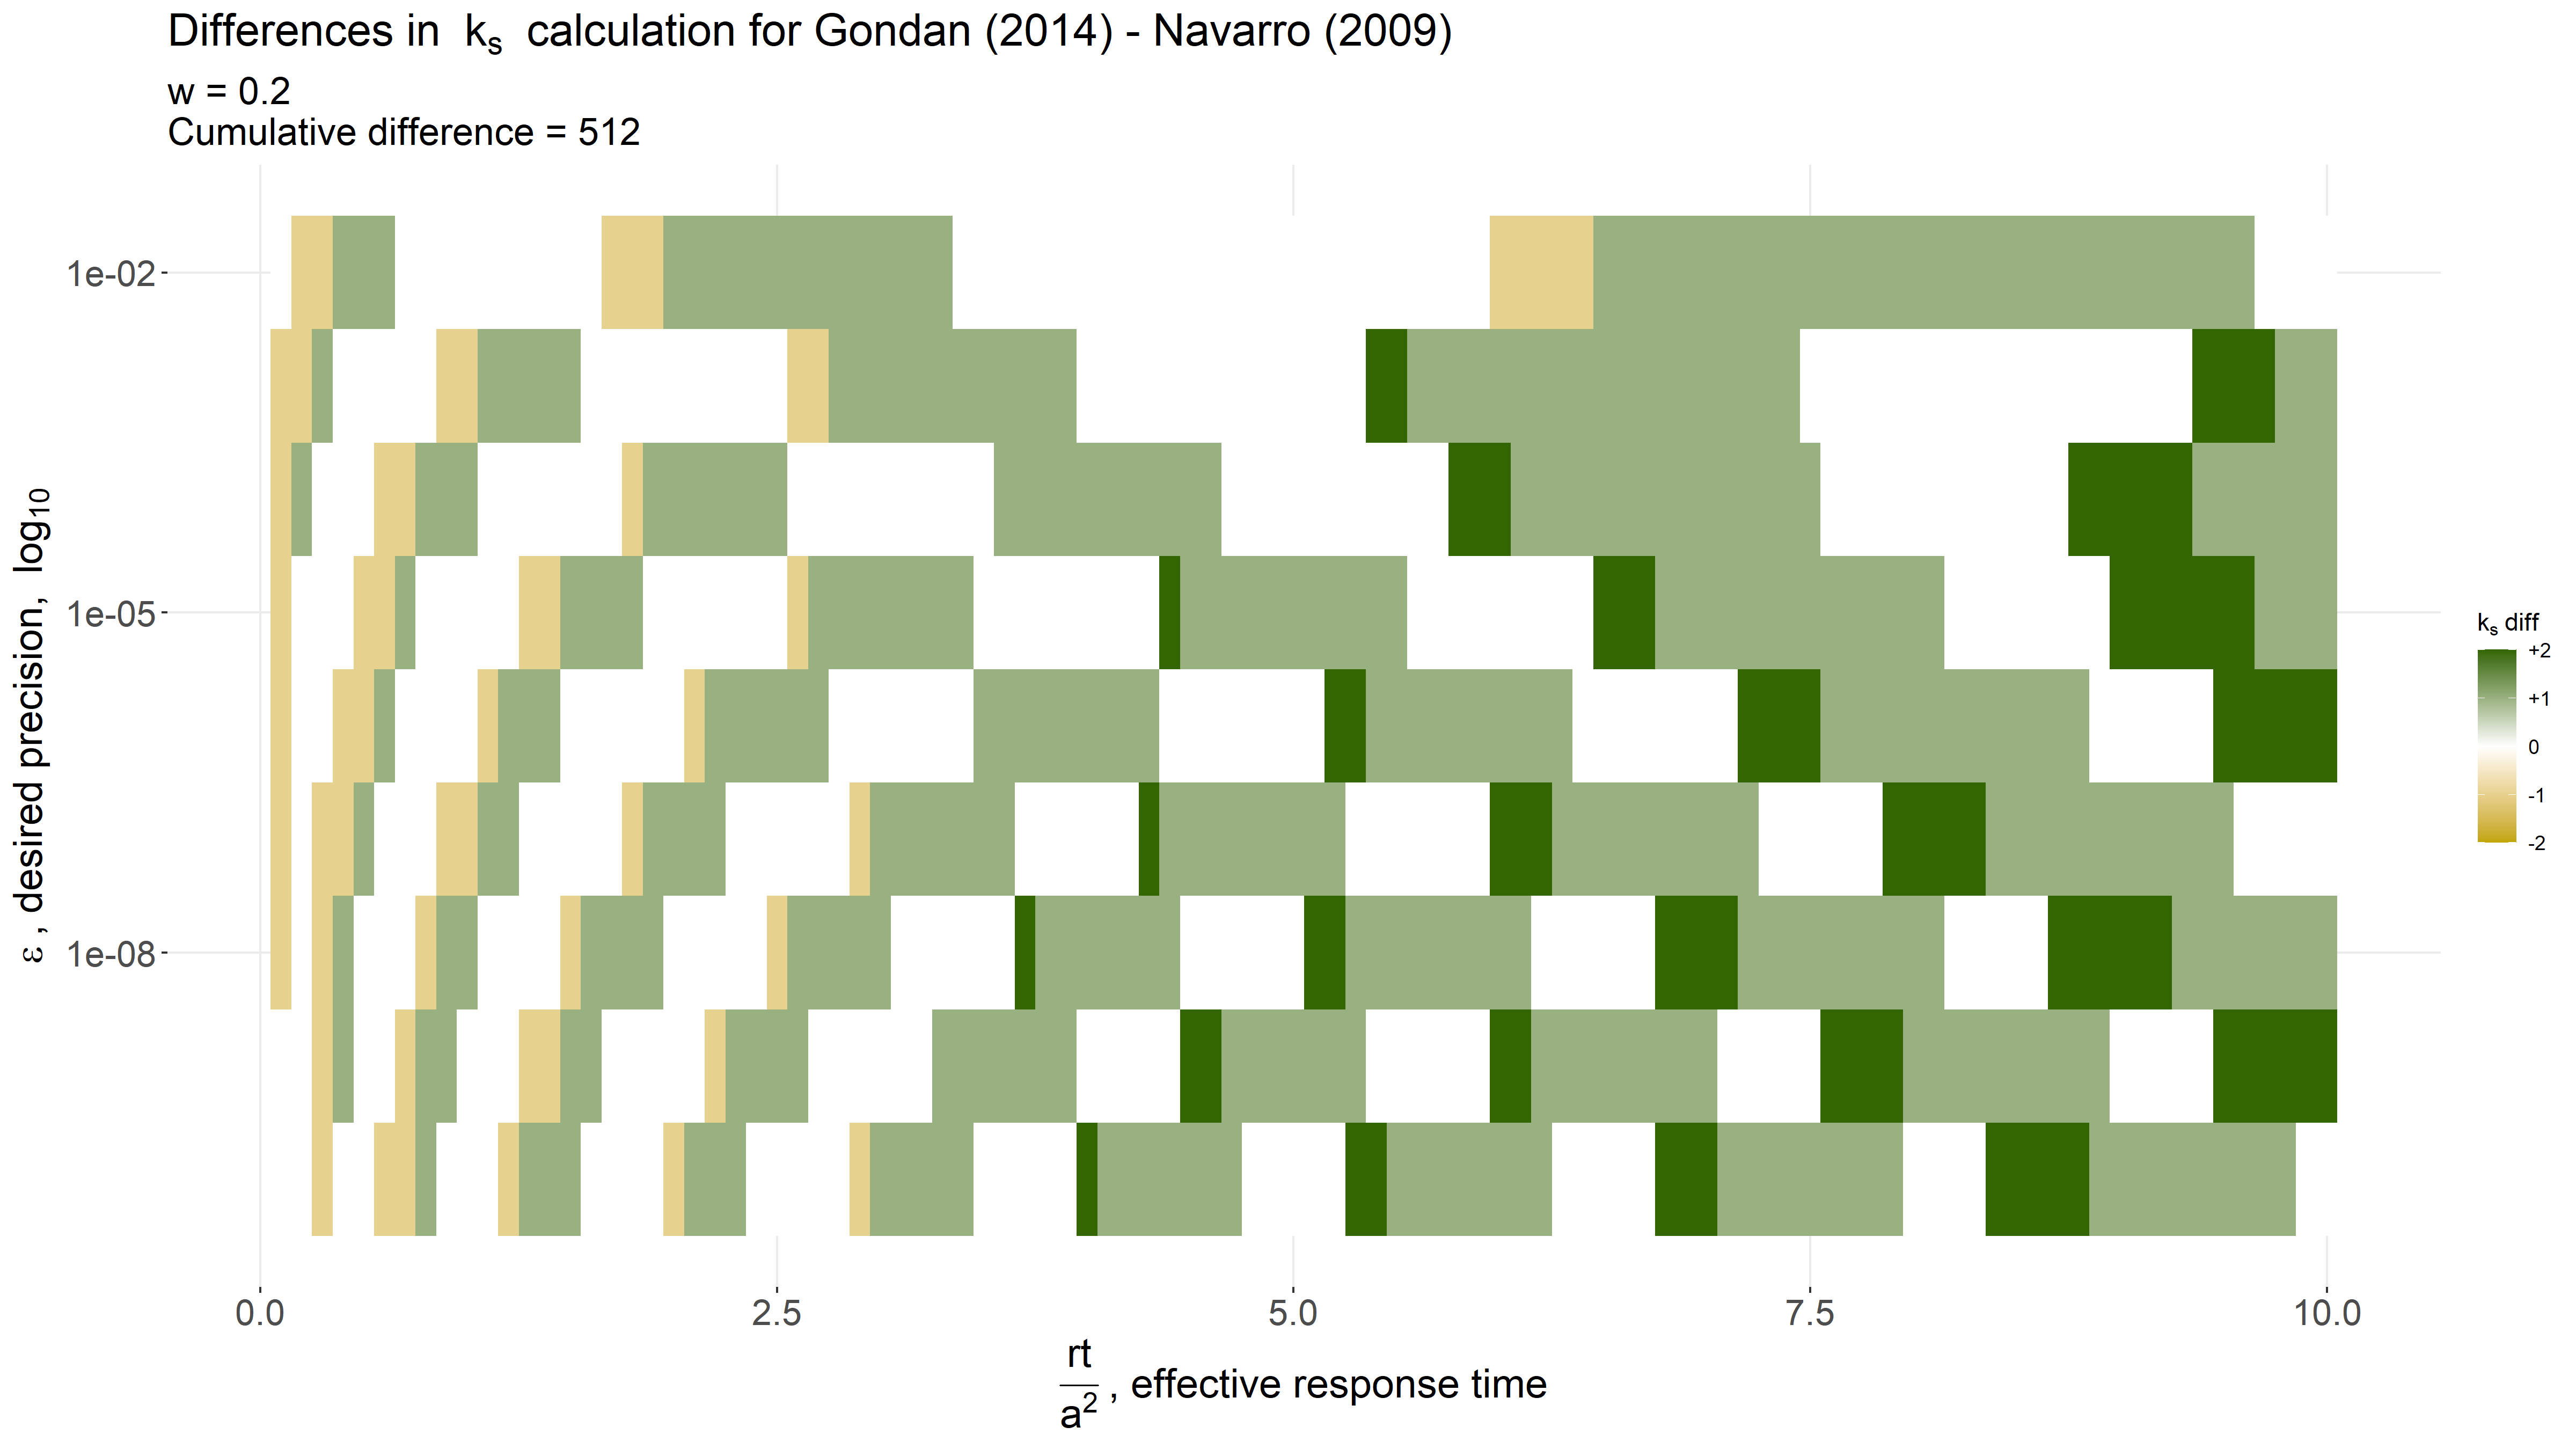 Differences in kₛ calculation for Gondan (2014) - Navarro (2009)
w = 0.2
Cumulative difference = 512
ε , desired precision, log₁₀
1e-02
1e-05
1e-08
0.0 2.5 5.0 7.5 10.0
rt
a² , effective response time
kₛ diff
+2
+1
0
-1
-2